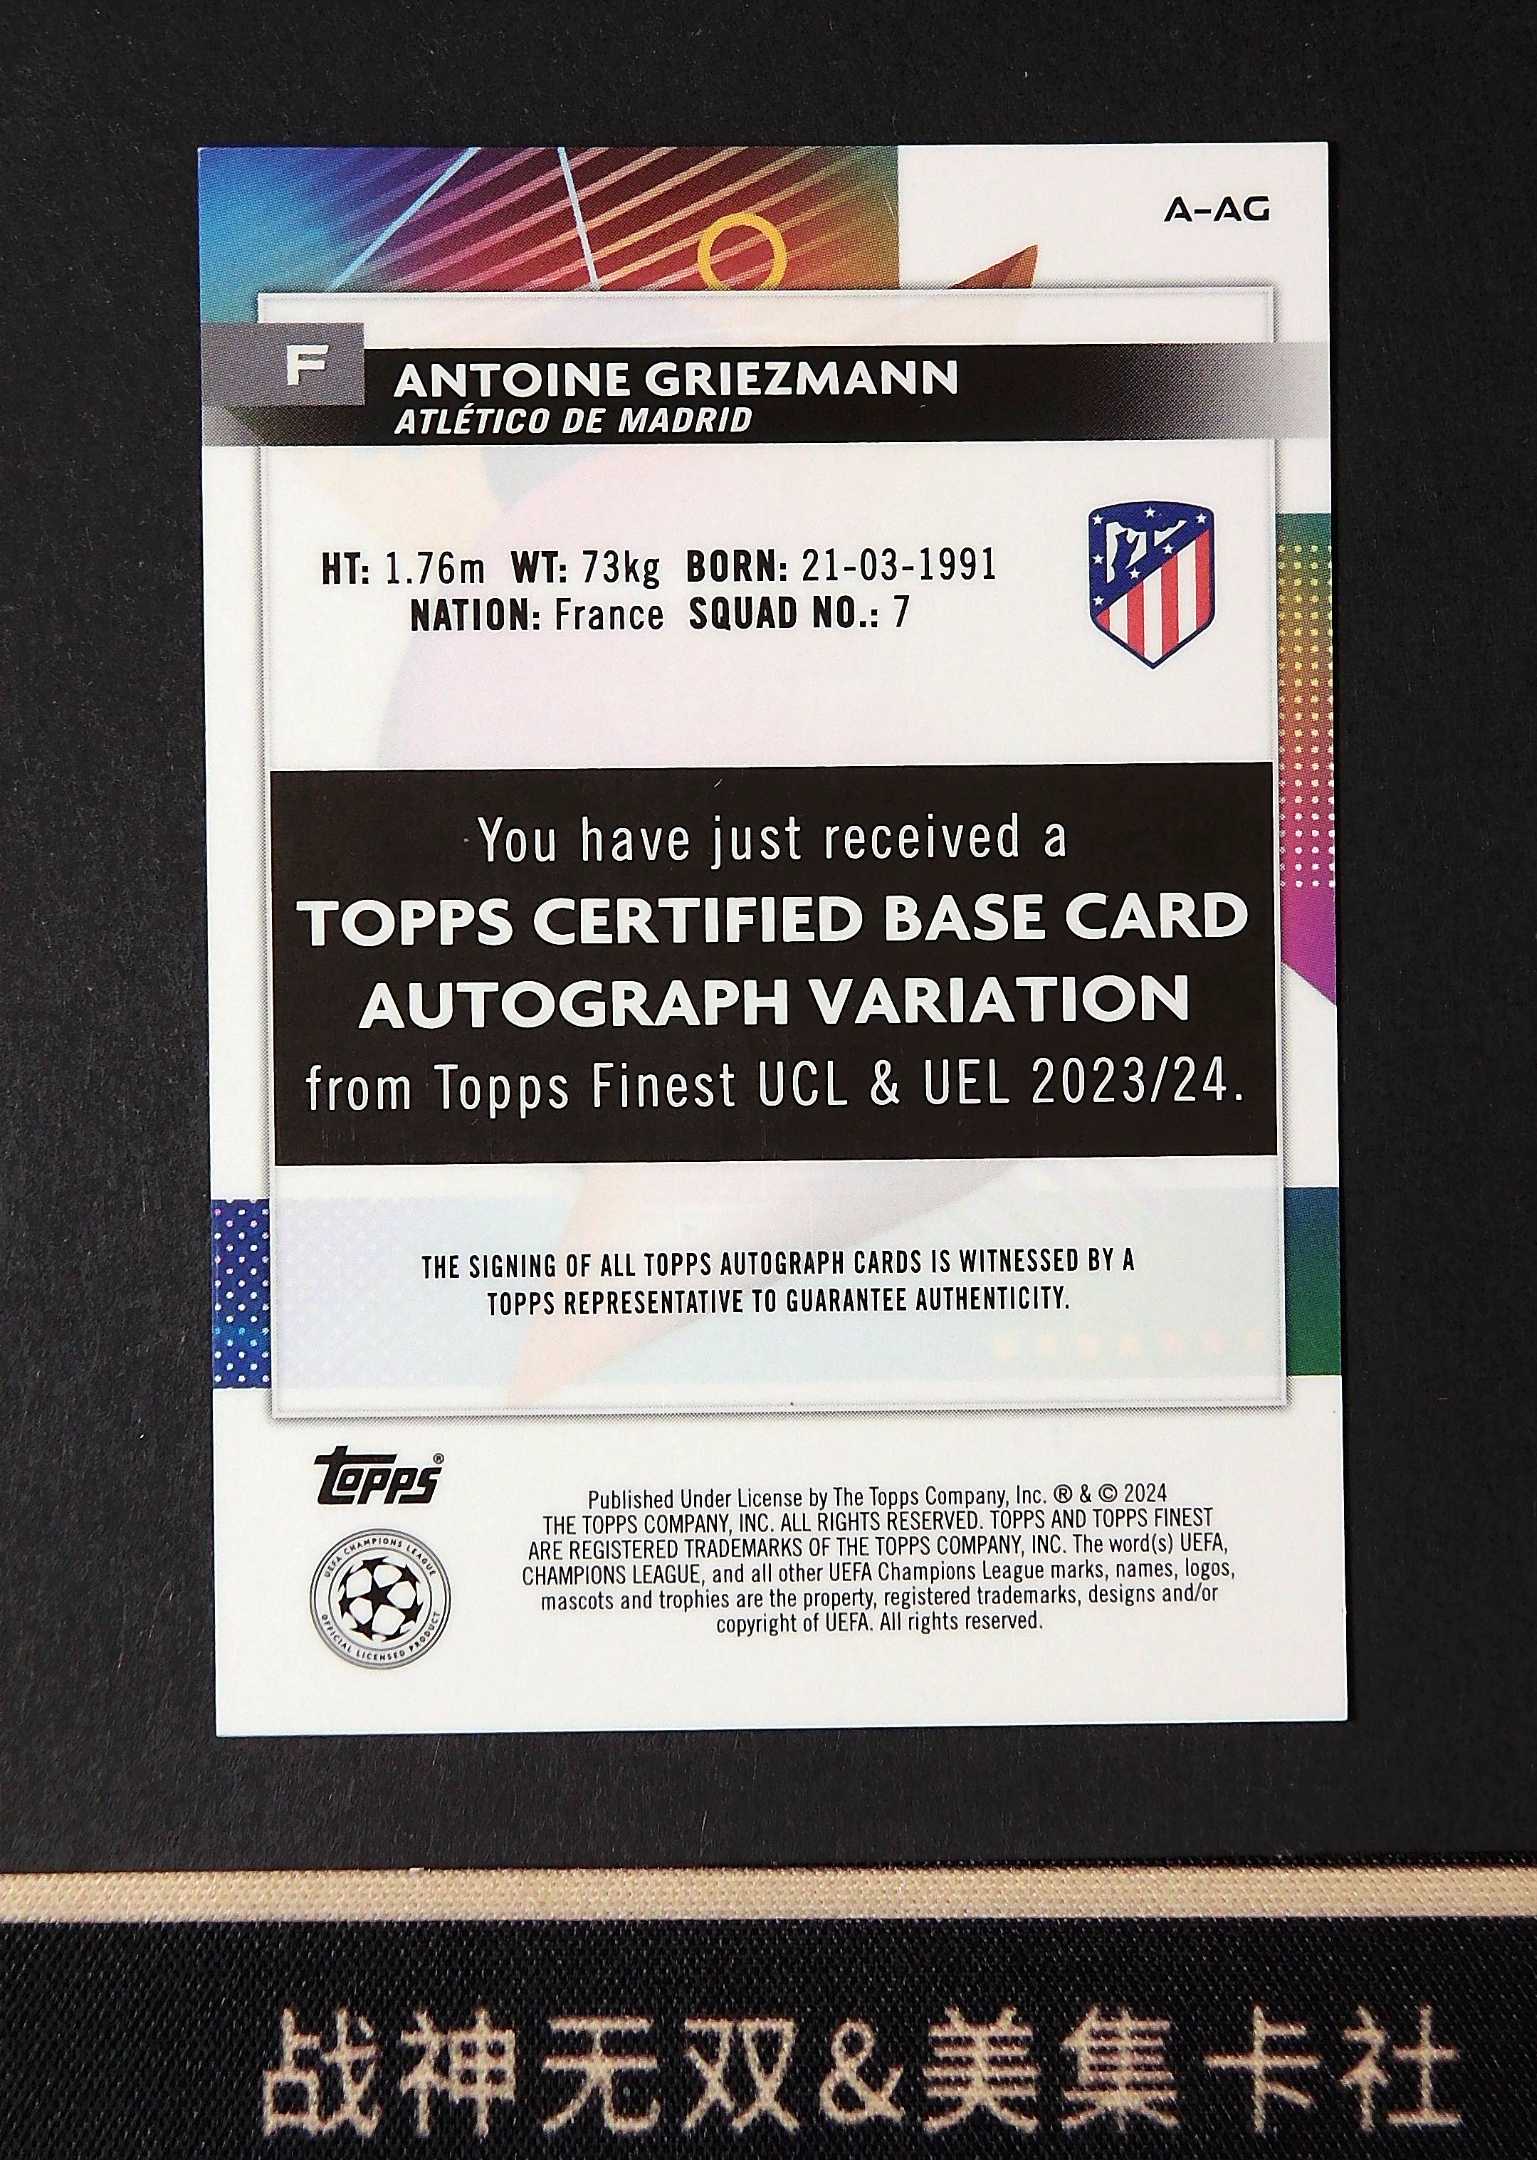 A-AG
F
ANTOINE GRIEZMANN
ATLÉTICO DE MADRID
HT: 1.76m WT: 73kg BORN: 21-03-1991
NATION: France SQUAD NO.: 7
You have just received a
TOPPS CERTIFIED BASE CARD
AUTOGRAPH VARIATION
from Topps Finest UCL & UEL 2023/24.
THE SIGNING OF ALL TOPPS AUTOGRAPH CARDS IS WITNESSED BY A
TOPPS REPRESENTATIVE TO GUARANTEE AUTHENTICITY.
Topps®
UEFA CHAMPIONS LEAGUE
OFFICIAL LICENSED PRODUCT
Published Under License by The Topps Company, Inc. ® & © 2024
THE TOPPS COMPANY, INC. ALL RIGHTS RESERVED. TOPPS AND TOPPS FINEST
ARE REGISTERED TRADEMARKS OF THE TOPPS COMPANY, INC. The word(s) UEFA,
CHAMPIONS LEAGUE, and all other UEFA Champions League marks, names, logos,
mascots and trophies are the property, registered trademarks, designs and/or
copyright of UEFA. All rights reserved.
战神无双&美集卡社